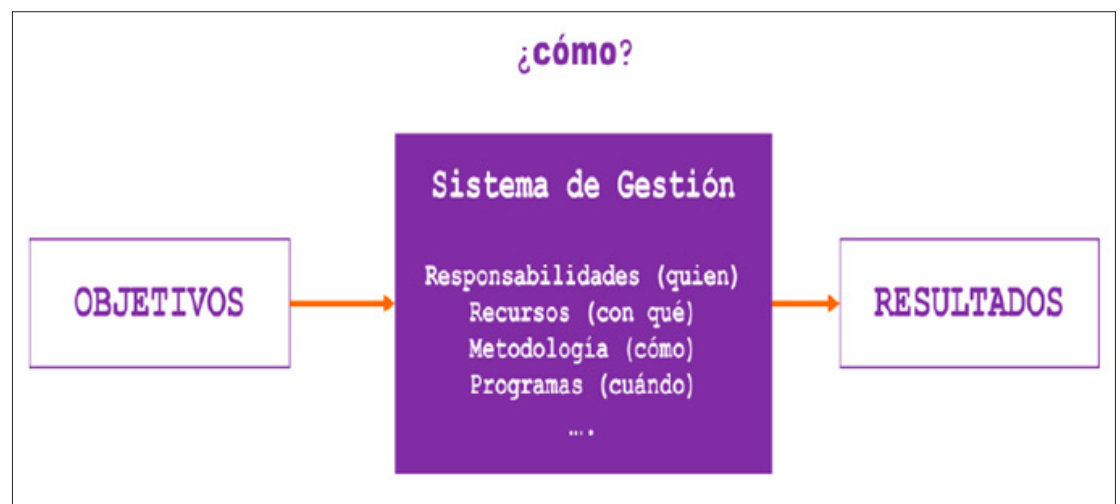 ¿cómo?
Sistema de Gestión
Responsabilidades (quien)
Recursos (con qué)
Metodología (cómo)
Programas (cuándo)
….
OBJETIVOS
RESULTADOS